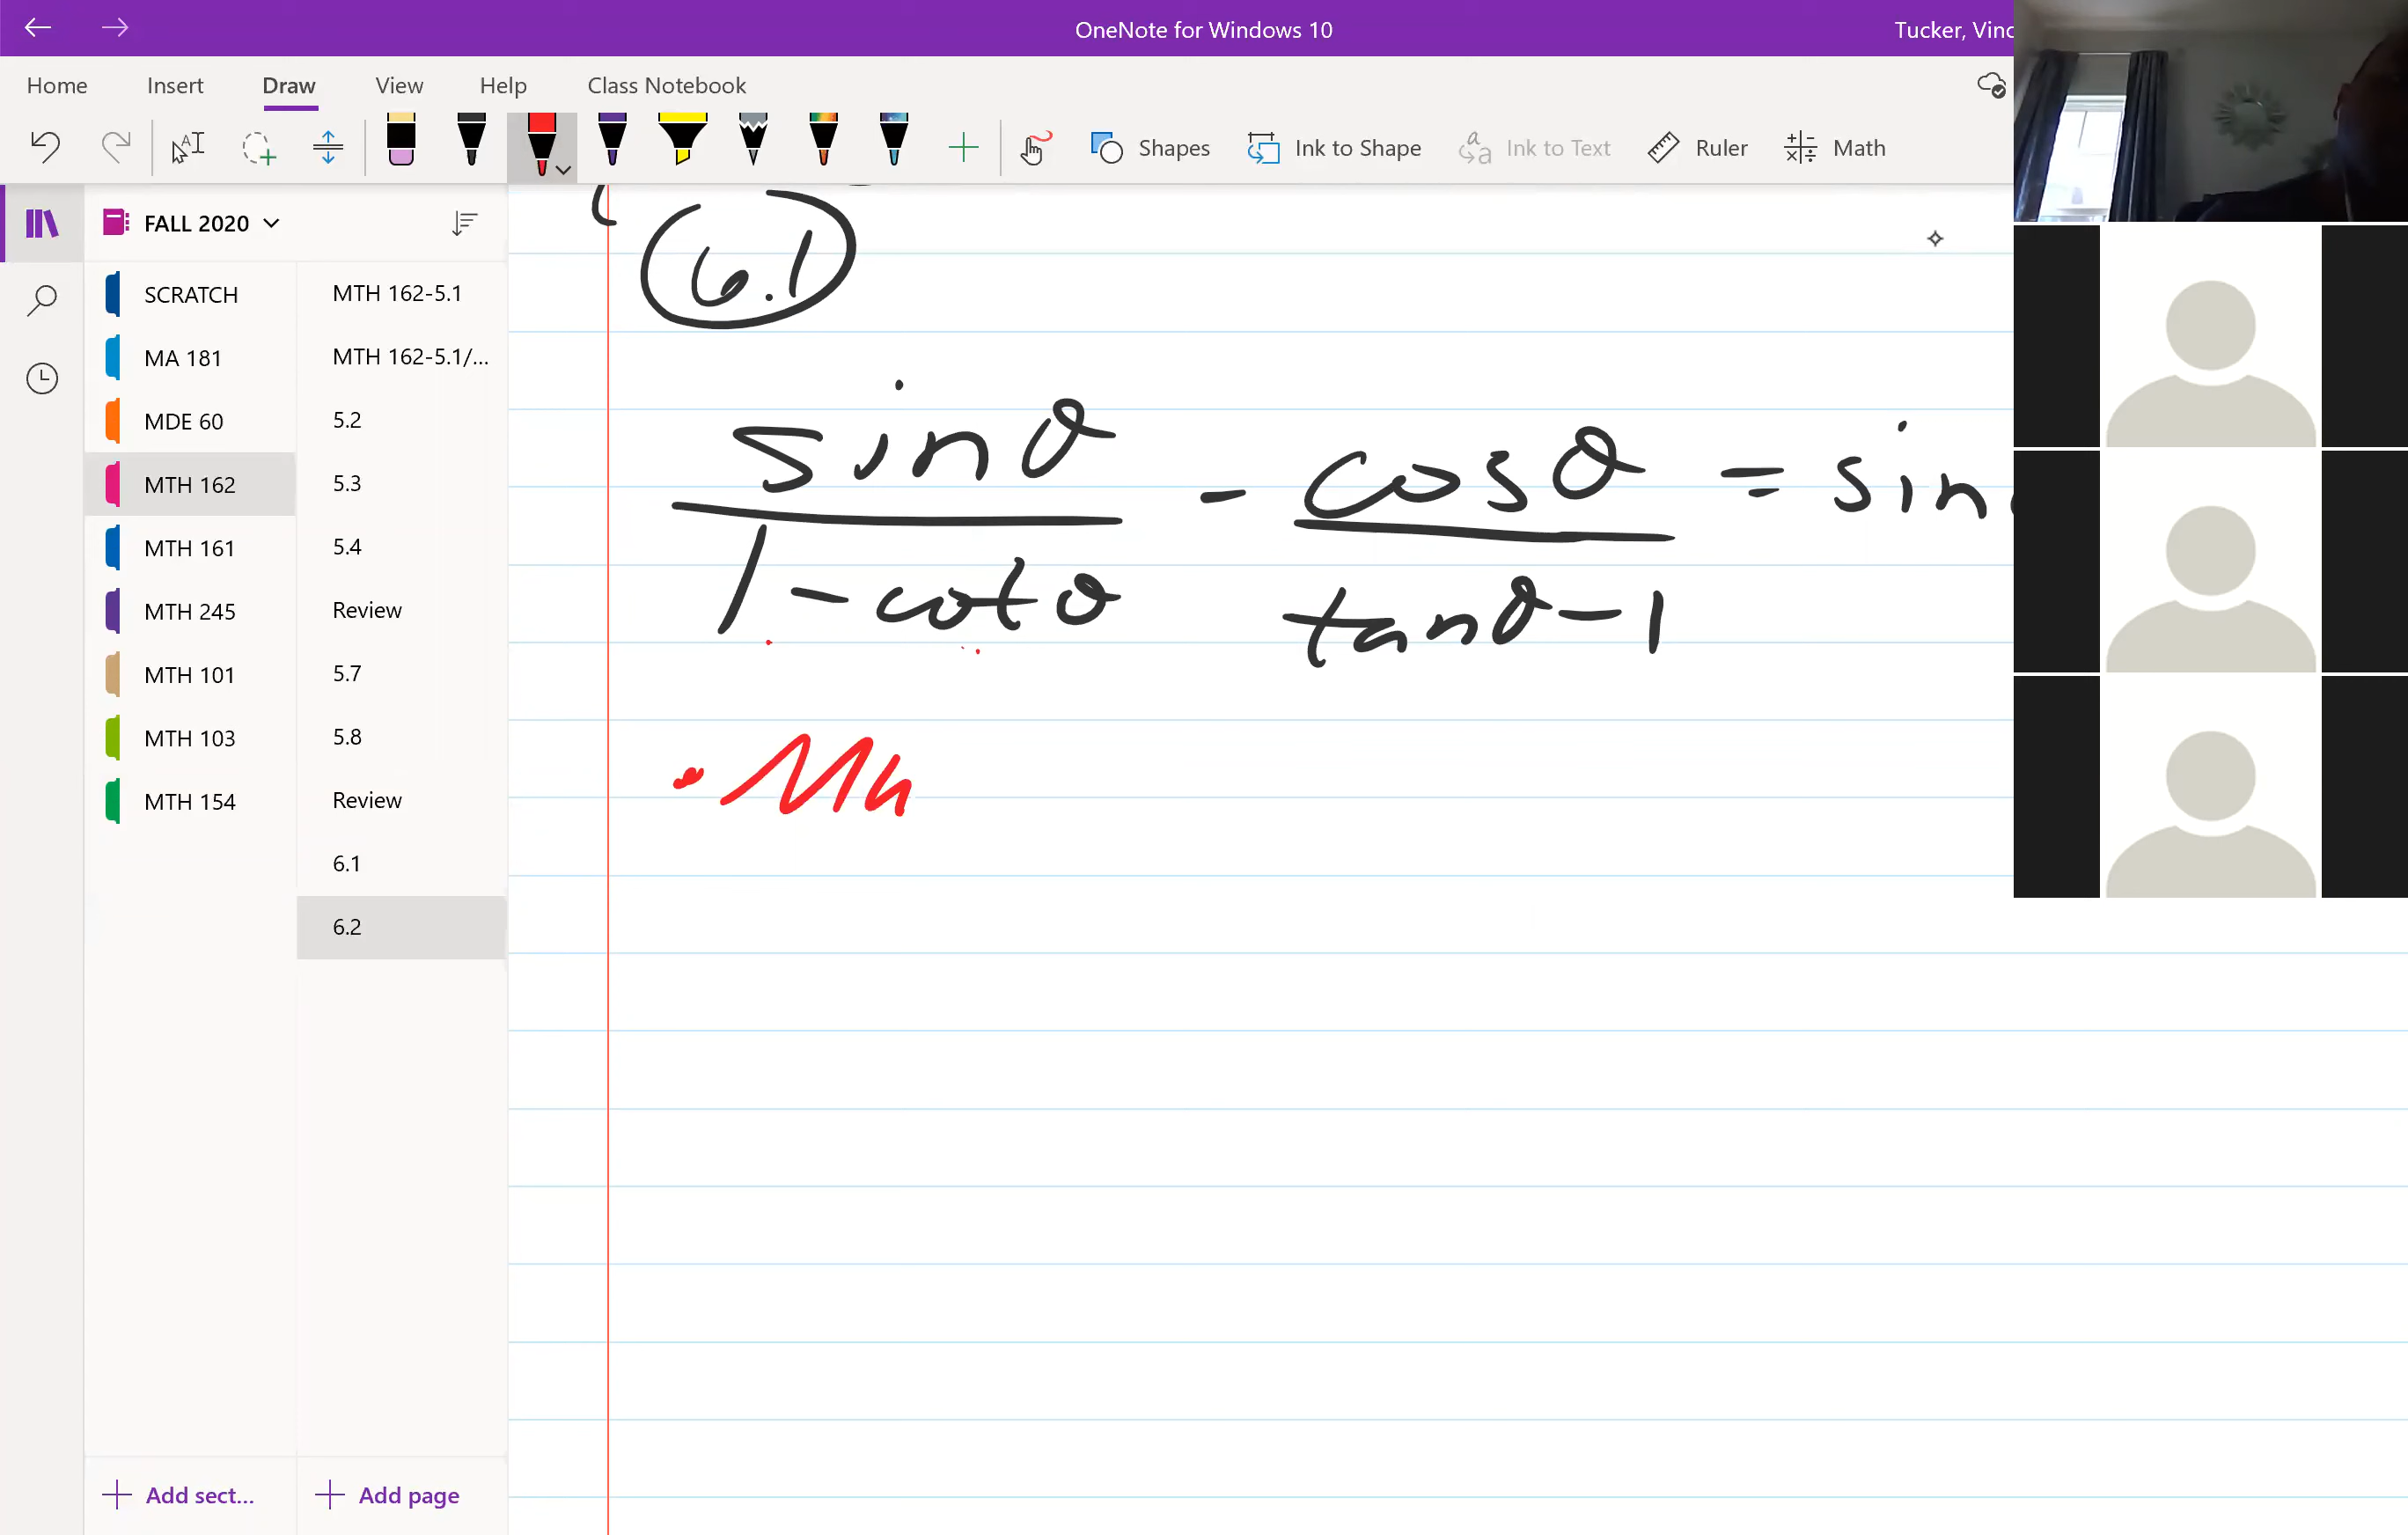 OneNote for Windows 10
Tucker, Vinc
Home Insert Draw View Help Class Notebook
Shapes Ink to Shape Ink to Text Ruler Math
FALL 2020
SCRATCH
MA 181
MDE 60
MTH 162
MTH 161
MTH 245
MTH 101
MTH 103
MTH 154
Add sect...
MTH 162-5.1
MTH 162-5.1/...
5.2
5.3
5.4
Review
5.7
5.8
Review
6.1
6.2
Add page
6.1
sinθ / 1-cotθ - cosθ / tanθ-1 = sin